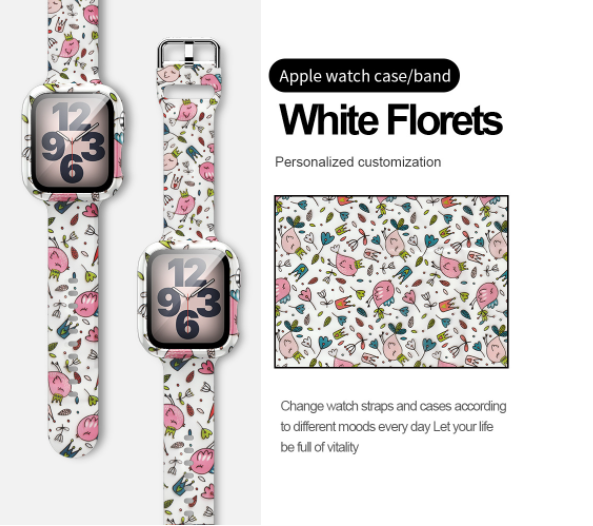 12
9 3
6
12
9 3
6
Apple watch case/band
White Florets
Personalized customization
Change watch straps and cases according
to different moods every day Let your life
be full of vitality